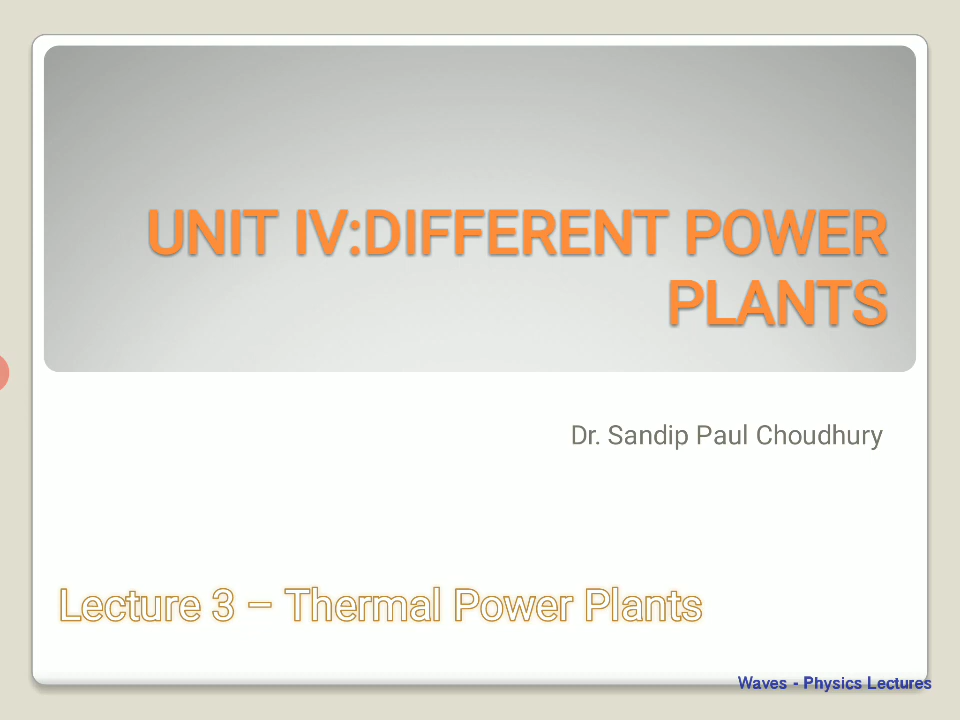 UNIT IV:DIFFERENT POWER
PLANTS
Dr. Sandip Paul Choudhury
Lecture 3 – Thermal Power Plants
Waves - Physics Lectures